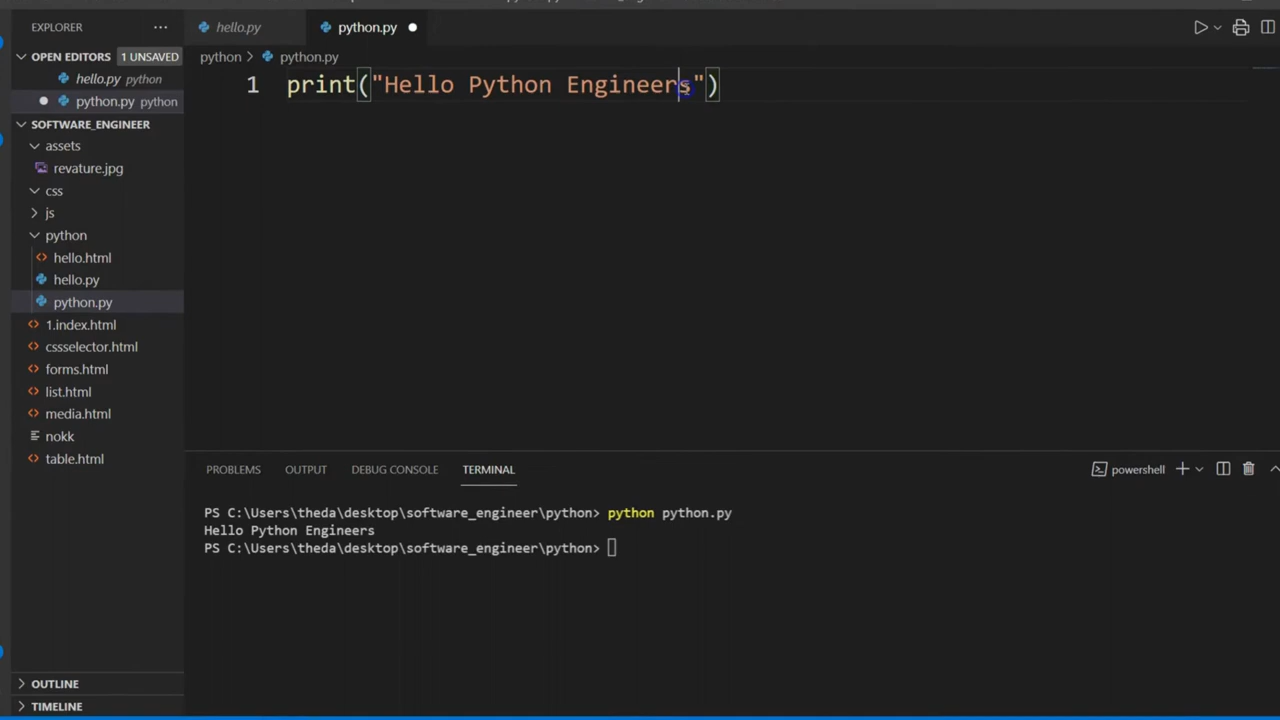 EXPLORER
hello.py
python.py
OPEN EDITORS 1 UNSAVED
python > python.py
hello.py python
1 print("Hello Python Engineers")
python.py python
SOFTWARE_ENGINEER
assets
revature.jpg
css
js
python
hello.html
hello.py
python.py
1.index.html
cssselector.html
forms.html
list.html
media.html
nokk
table.html
PROBLEMS OUTPUT DEBUG CONSOLE TERMINAL powershell
PS C:\Users\theda\desktop\software_engineer\python> python python.py
Hello Python Engineers
PS C:\Users\theda\desktop\software_engineer\python>
OUTLINE
TIMELINE